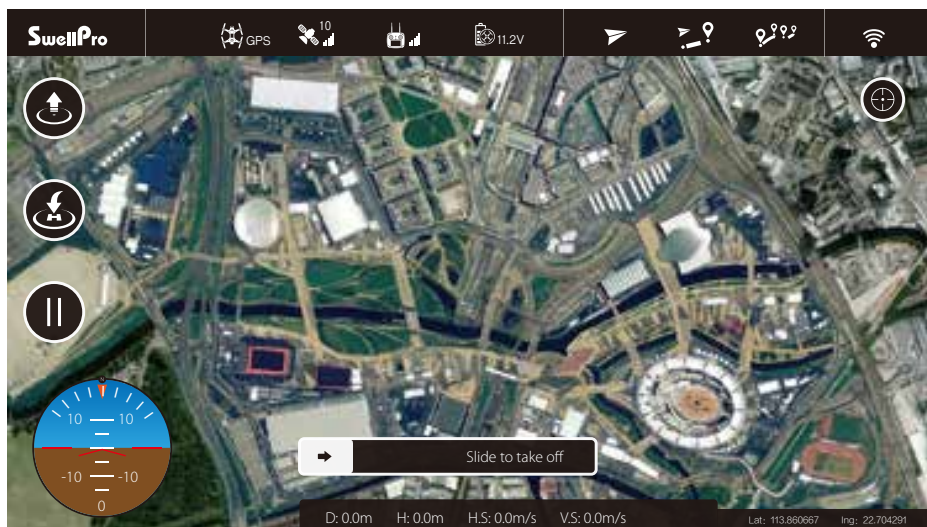 SwellPro
GPS
10
11.2V
10 10
-10 -10
0
Slide to take off
D: 0.0m H: 0.0m H.S: 0.0m/s V.S: 0.0m/s
Lat: 113.860667 lng: 22.704291